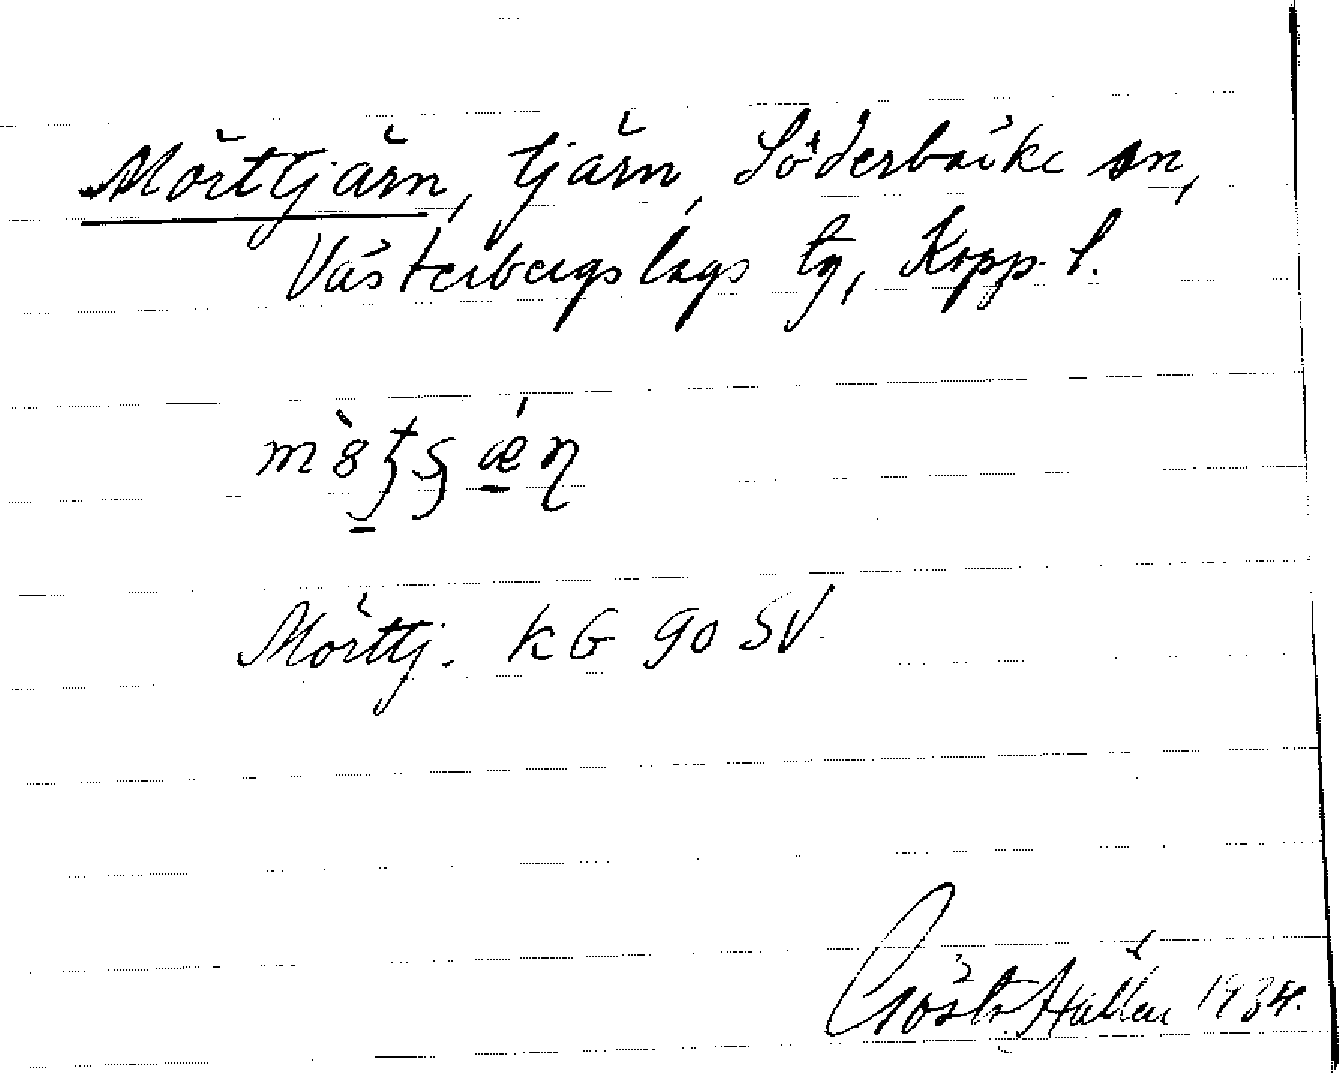 Mörttjärn, tjärn, Söderbärke sn,
Västerbergslags tg, Kopp. l.
Mörttj. KG 90 SV
Gösta Hallén 1934.